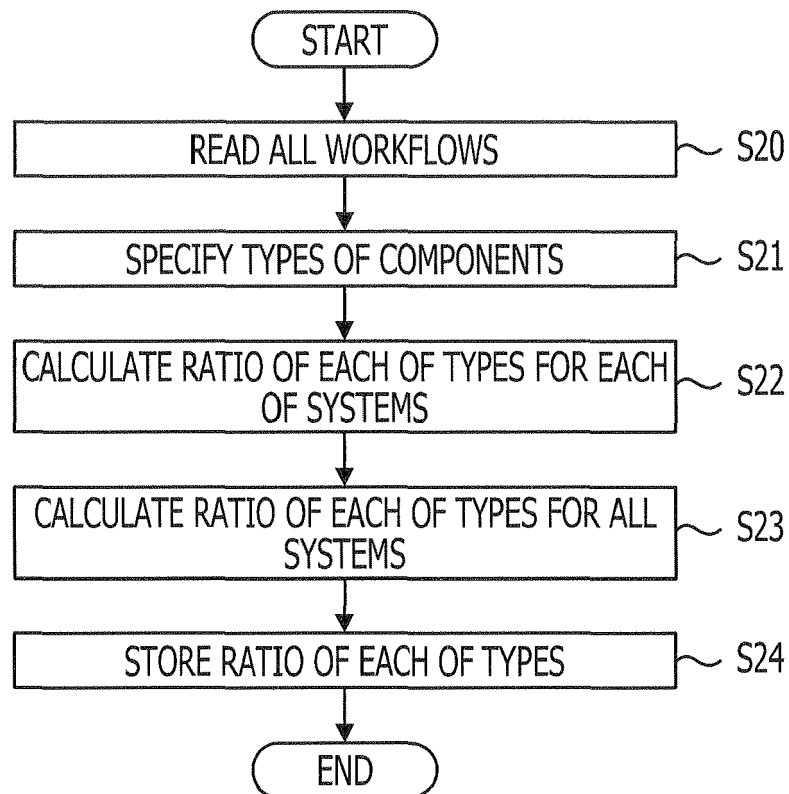 START
READ ALL WORKFLOWS S20
SPECIFY TYPES OF COMPONENTS S21
CALCULATE RATIO OF EACH OF TYPES FOR EACH
OF SYSTEMS S22
CALCULATE RATIO OF EACH OF TYPES FOR ALL
SYSTEMS S23
STORE RATIO OF EACH OF TYPES S24
END